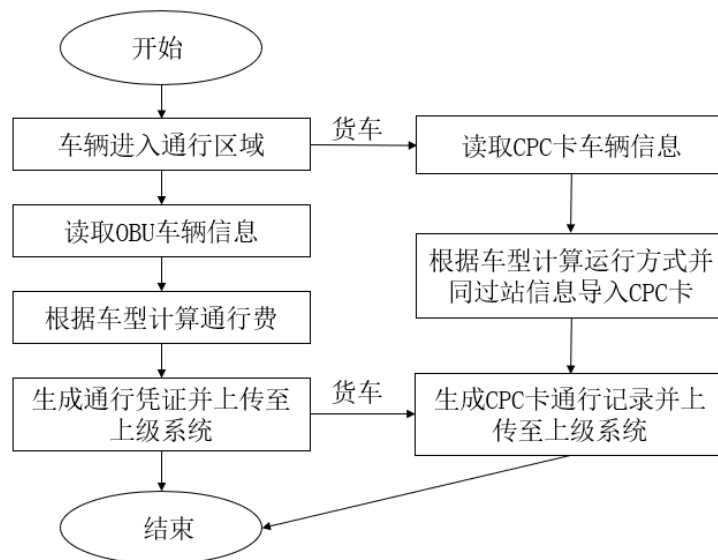 开始
车辆进入通行区域
货车
读取CPC卡车辆信息
读取OBU车辆信息
根据车型计算运行方式并
同过站信息导入CPC卡
根据车型计算通行费
生成通行凭证并上传至
上级系统
货车
生成CPC卡通行记录并上
传至上级系统
结束